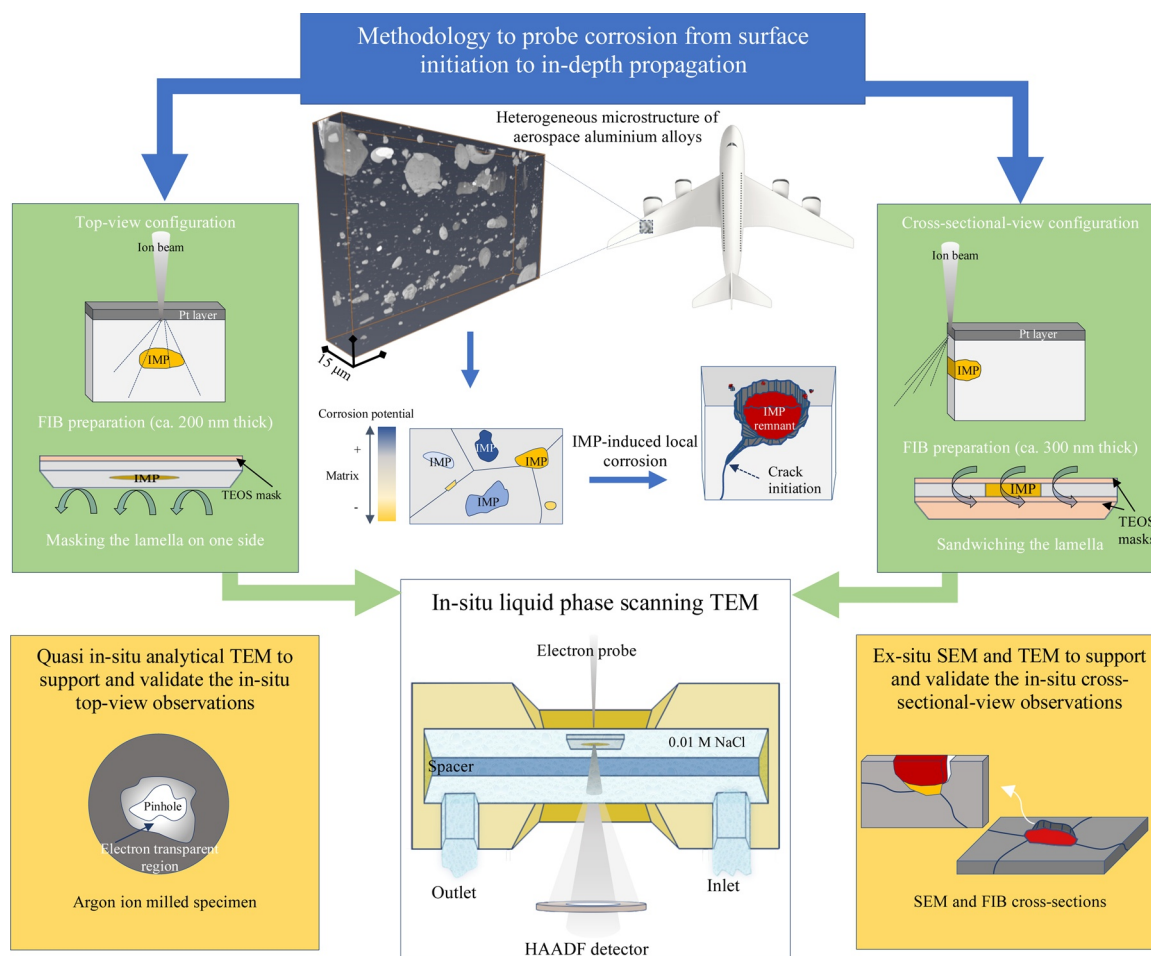 Methodology to probe corrosion from surface
initiation to in-depth propagation
Heterogeneous microstructure of
aerospace aluminium alloys
15 μm
Top-view configuration
Ion beam
Pt layer
IMP
FIB preparation (ca. 200 nm thick)
IMP
TEOS mask
Masking the lamella on one side
Corrosion potential
+
Matrix
-
IMP
IMP
IMP
IMP
IMP-induced local
corrosion
IMP
remnant
Crack
initiation
Cross-sectional-view configuration
Ion beam
Pt layer
IMP
FIB preparation (ca. 300 nm thick)
IMP
TEOS
masks
Sandwiching the lamella
Quasi in-situ analytical TEM to
support and validate the in-situ
top-view observations
Pinhole
Electron transparent
region
Argon ion milled specimen
In-situ liquid phase scanning TEM
Electron probe
0.01 M NaCl
Spacer
Outlet
Inlet
HAADF detector
Ex-situ SEM and TEM to support
and validate the in-situ cross-
sectional-view observations
SEM and FIB cross-sections